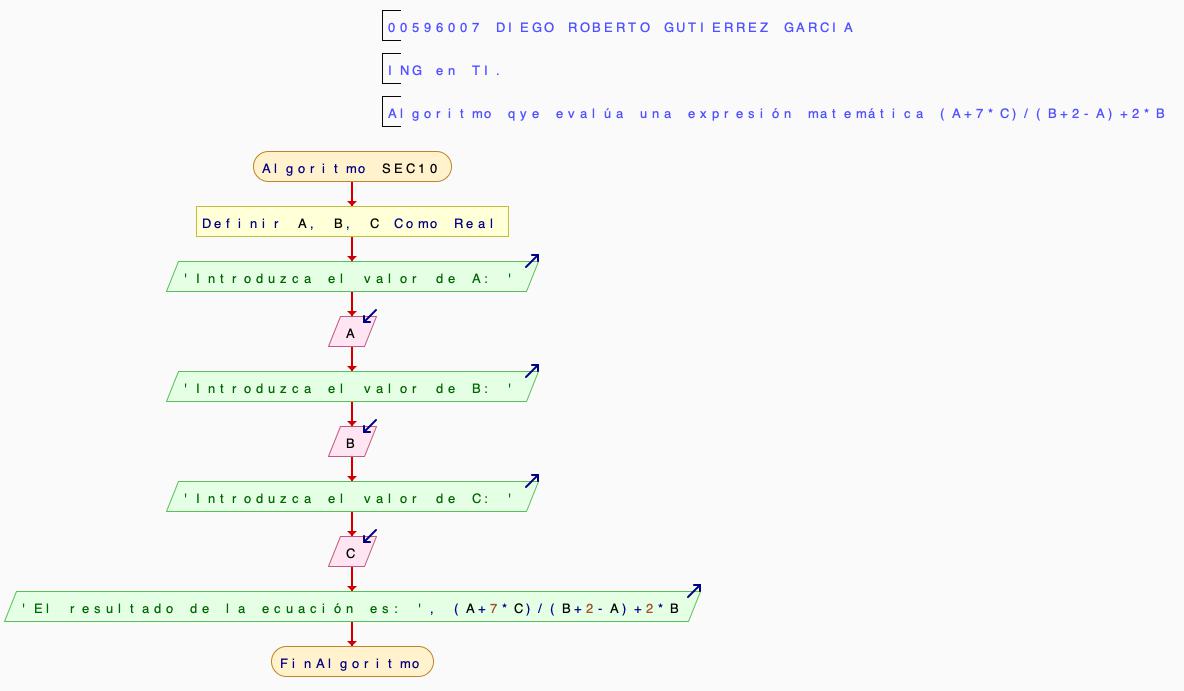 00596007 DIEGO ROBERTO GUTIERREZ GARCIA
ING en TI.
Algoritmo qye evalúa una expresión matemática (A+7*C)/(B+2-A)+2*B
Algoritmo SEC10
Definir A, B, C Como Real
'Introduzca el valor de A: '
A
'Introduzca el valor de B: '
B
'Introduzca el valor de C: '
C
'El resultado de la ecuación es: ', (A+7*C)/(B+2-A)+2*B
FinAlgoritmo